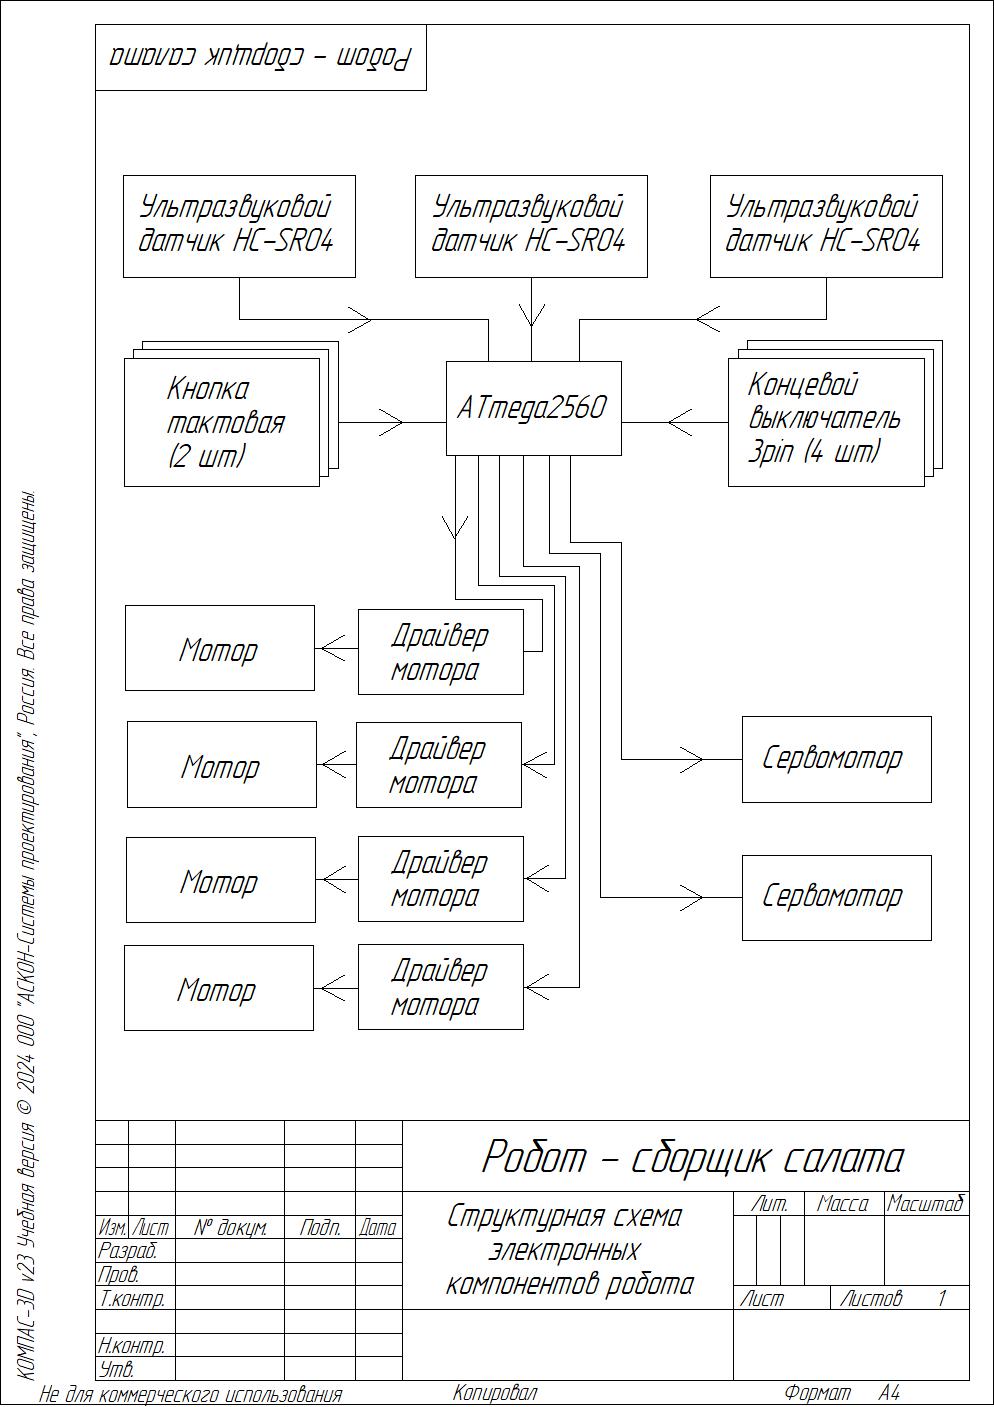 Робот - сборщик салата
Ультразвуковой
датчик HC-SR04
Ультразвуковой
датчик HC-SR04
Ультразвуковой
датчик HC-SR04
Кнопка
тактовая
(2 шт)
ATmega2560
Концевой
выключатель
3pin (4 шт)
Мотор
Драйвер
мотора
Мотор
Драйвер
мотора
Сервомотор
Мотор
Драйвер
мотора
Сервомотор
Мотор
Драйвер
мотора
КОМПАС-3D v23 Учебная версия © 2024 ООО "АСКОН-Системы проектирования", Россия. Все права защищены.
Робот - сборщик салата
Изм. Лист № докум. Подп. Дата
Разраб.
Пров.
Т.контр.
Н.контр.
Утв.
Структурная схема
электронных
компонентов робота
Лит. Масса Масштаб
Лист Листов 1
Не для коммерческого использования Копировал Формат А4